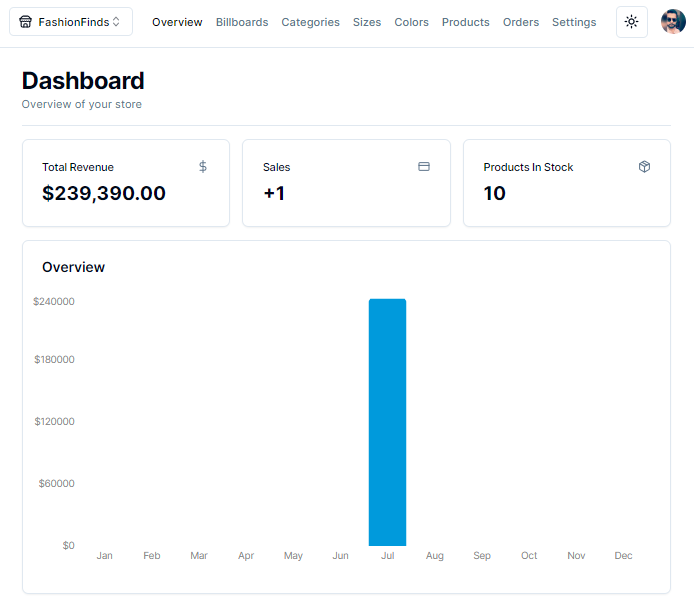 FashionFinds Overview Billboards Categories Sizes Colors Products Orders Settings
Dashboard
Overview of your store
Total Revenue
$239,390.00
Sales
+1
Products In Stock
10
Overview
$240000
$180000
$120000
$60000
$0
Jan Feb Mar Apr May Jun Jul Aug Sep Oct Nov Dec